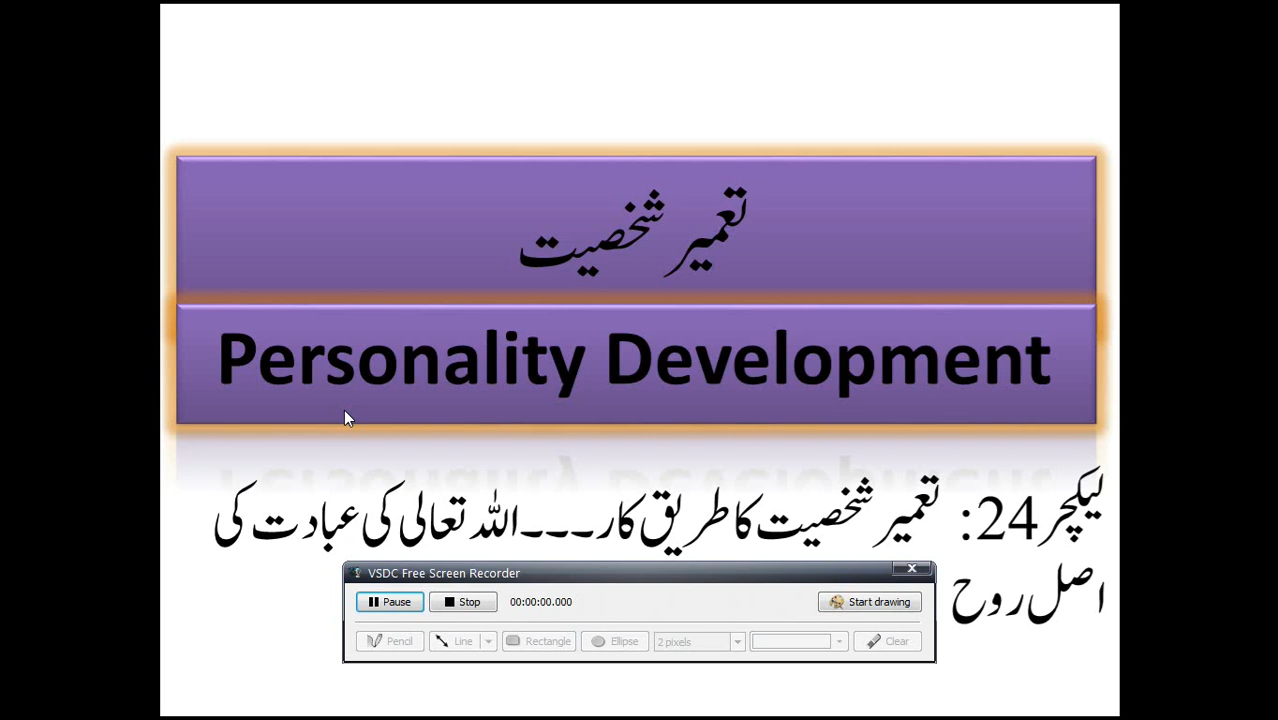 تعمیر شخصیت
Personality Development
لیکچر 24: تعمیر شخصیت کا طریق کار۔۔۔اللہ تعالی کی عبادت کی
اصل روح
VSDC Free Screen Recorder
Pause Stop 00:00:00.000 Start drawing
Pencil Line Rectangle Ellipse 2 pixels Clear